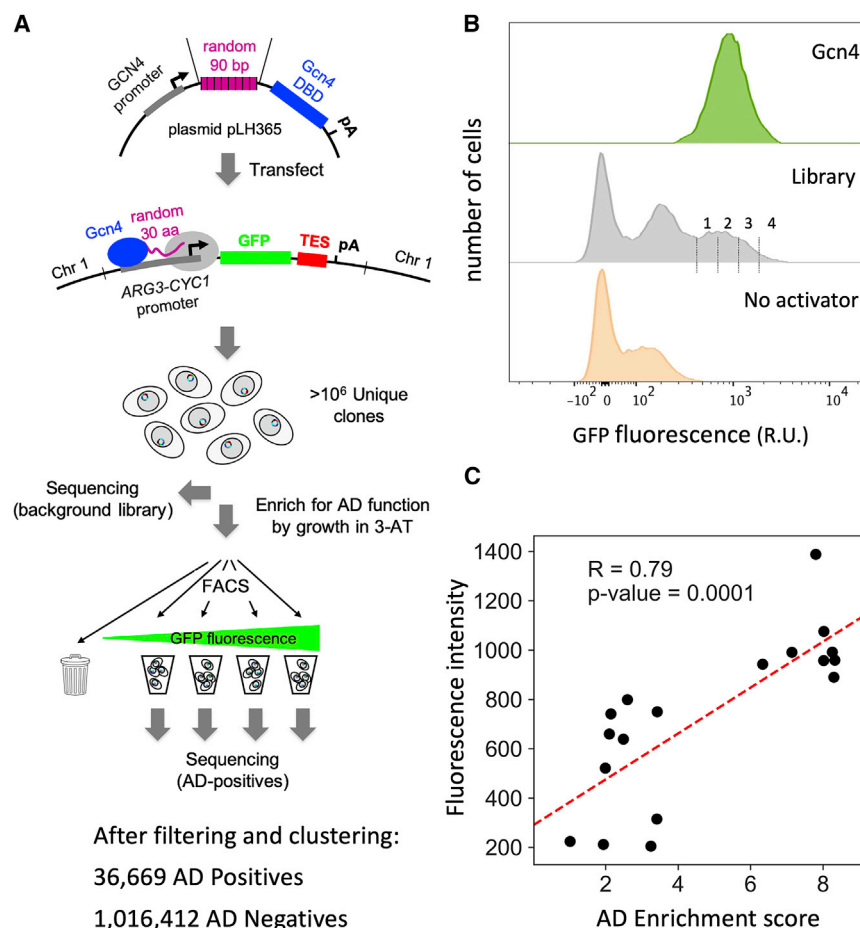 A
GCN4
promoter
random
90 bp
Gcn4
DBD
pA
plasmid pLH365
Transfect
Gcn4
random
30 aa
GFP
TES
pA
Chr 1
Chr 1
ARG3-CYC1
promoter
>10⁶ Unique
clones
Sequencing
(background library)
Enrich for AD function
by growth in 3-AT
FACS
GFP fluorescence
Sequencing
(AD-positives)
After filtering and clustering:
36,669 AD Positives
1,016,412 AD Negatives
B
Gcn4
Library
1 2 3 4
No activator
number of cells
−10² 0 10² 10³ 10⁴
GFP fluorescence (R.U.)
C
R = 0.79
p-value = 0.0001
1400
1200
1000
800
600
400
200
Fluorescence intensity
2 4 6 8
AD Enrichment score